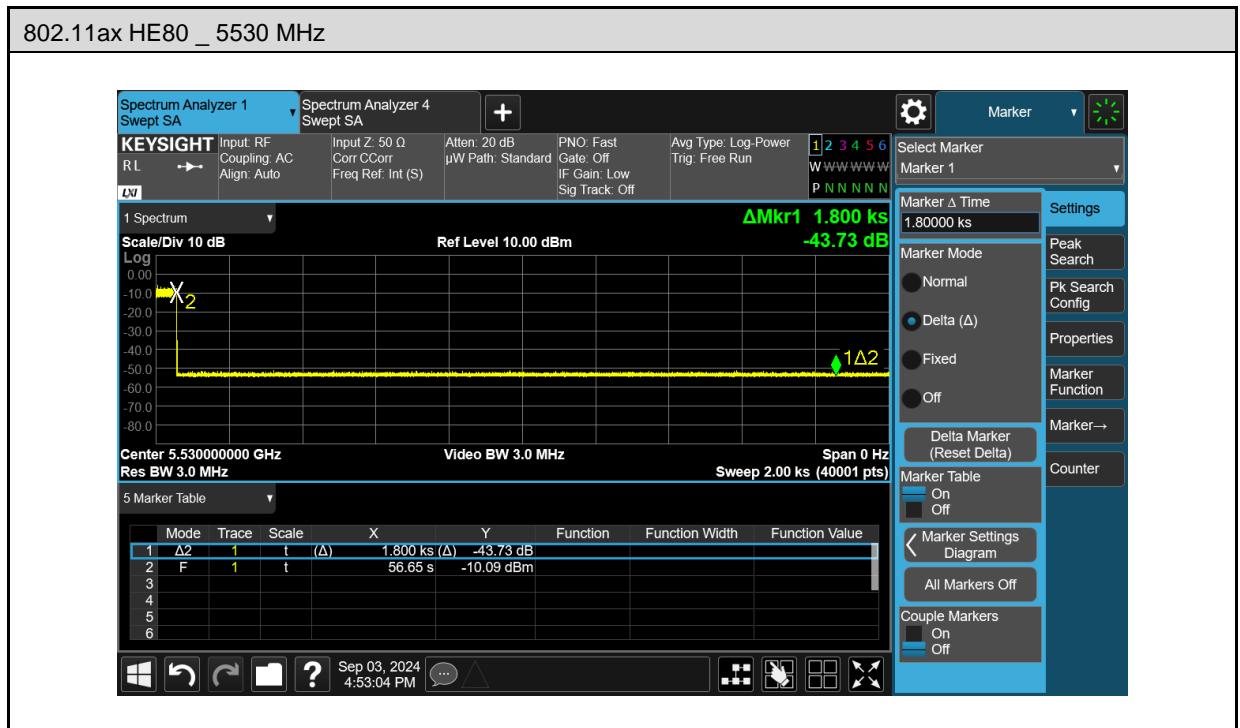 802.11ax HE80 _ 5530 MHz
Spectrum Analyzer 1
Swept SA
Spectrum Analyzer 4
Swept SA
Marker
KEYSIGHT
RL
LXI
Input: RF
Coupling: AC
Align: Auto
Input Z: 50 Ω
Corr CCorr
Freq Ref: Int (S)
Atten: 20 dB
µW Path: Standard
PNO: Fast
Gate: Off
IF Gain: Low
Sig Track: Off
Avg Type: Log-Power
Trig: Free Run
1 2 3 4 5 6
W W W W W W
P N N N N N
Select Marker
Marker 1
1 Spectrum
ΔMkr1 1.800 ks
-43.73 dB
Scale/Div 10 dB
Ref Level 10.00 dBm
Log
0.00
-10.0
-20.0
-30.0
-40.0
-50.0
-60.0
-70.0
-80.0
2
1Δ2
Center 5.530000000 GHz
Video BW 3.0 MHz
Span 0 Hz
Res BW 3.0 MHz
Sweep 2.00 ks (40001 pts)
5 Marker Table
Mode Trace Scale X Y Function Function Width Function Value
1 Δ2 1 t (Δ) 1.800 ks (Δ) -43.73 dB
2 F 1 t 56.65 s -10.09 dBm
3
4
5
6
Marker Δ Time
1.80000 ks
Marker Mode
Normal
Delta (Δ)
Fixed
Off
Delta Marker
(Reset Delta)
Marker Table
On
Off
Marker Settings
Diagram
All Markers Off
Couple Markers
On
Off
Settings
Peak
Search
Pk Search
Config
Properties
Marker
Function
Marker→
Counter
?
Sep 03, 2024
4:53:04 PM